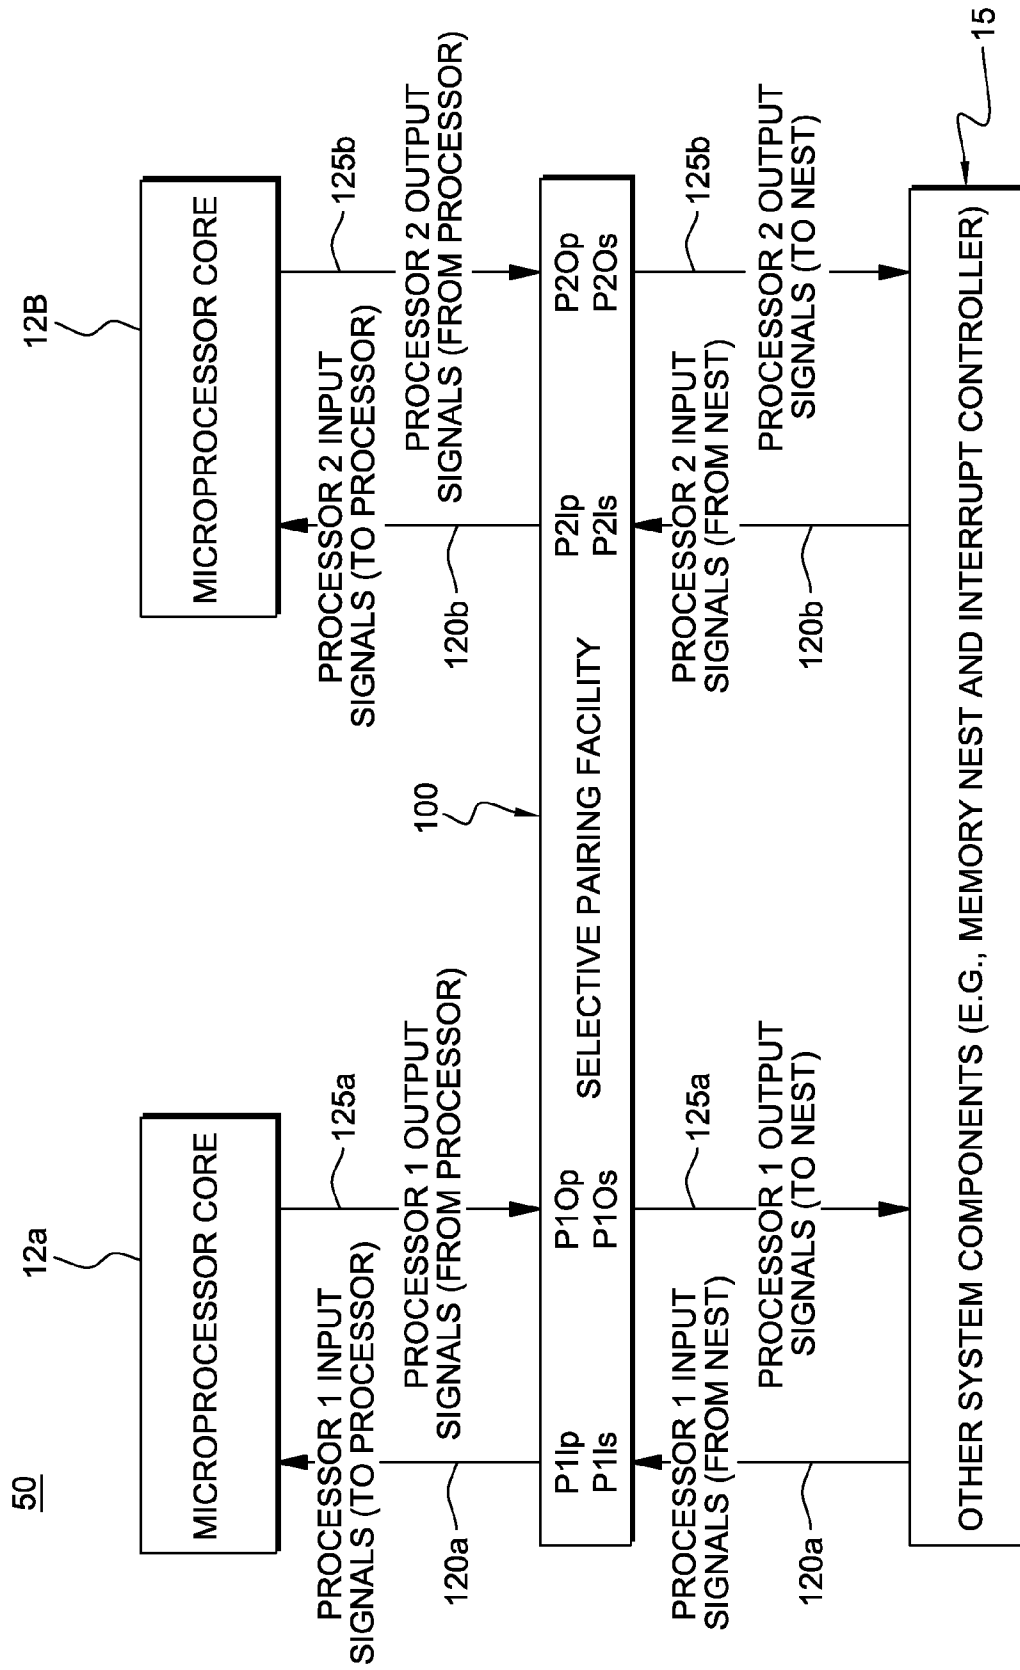 50
12a
12B
MICROPROCESSOR CORE
MICROPROCESSOR CORE
PROCESSOR 1 INPUT
SIGNALS (TO PROCESSOR)
125a
PROCESSOR 2 INPUT
SIGNALS (TO PROCESSOR)
125b
120a
PROCESSOR 1 OUTPUT
SIGNALS (FROM PROCESSOR)
100
120b
PROCESSOR 2 OUTPUT
SIGNALS (FROM PROCESSOR)
P1Ip
P1Is
P1Op
P1Os
SELECTIVE PAIRING FACILITY
P2Ip
P2Is
P2Op
P2Os
PROCESSOR 1 INPUT
SIGNALS (FROM NEST)
125a
PROCESSOR 2 INPUT
SIGNALS (FROM NEST)
125b
120a
PROCESSOR 1 OUTPUT
SIGNALS (TO NEST)
120b
PROCESSOR 2 OUTPUT
SIGNALS (TO NEST)
OTHER SYSTEM COMPONENTS (E.G., MEMORY NEST AND INTERRUPT CONTROLLER)
15